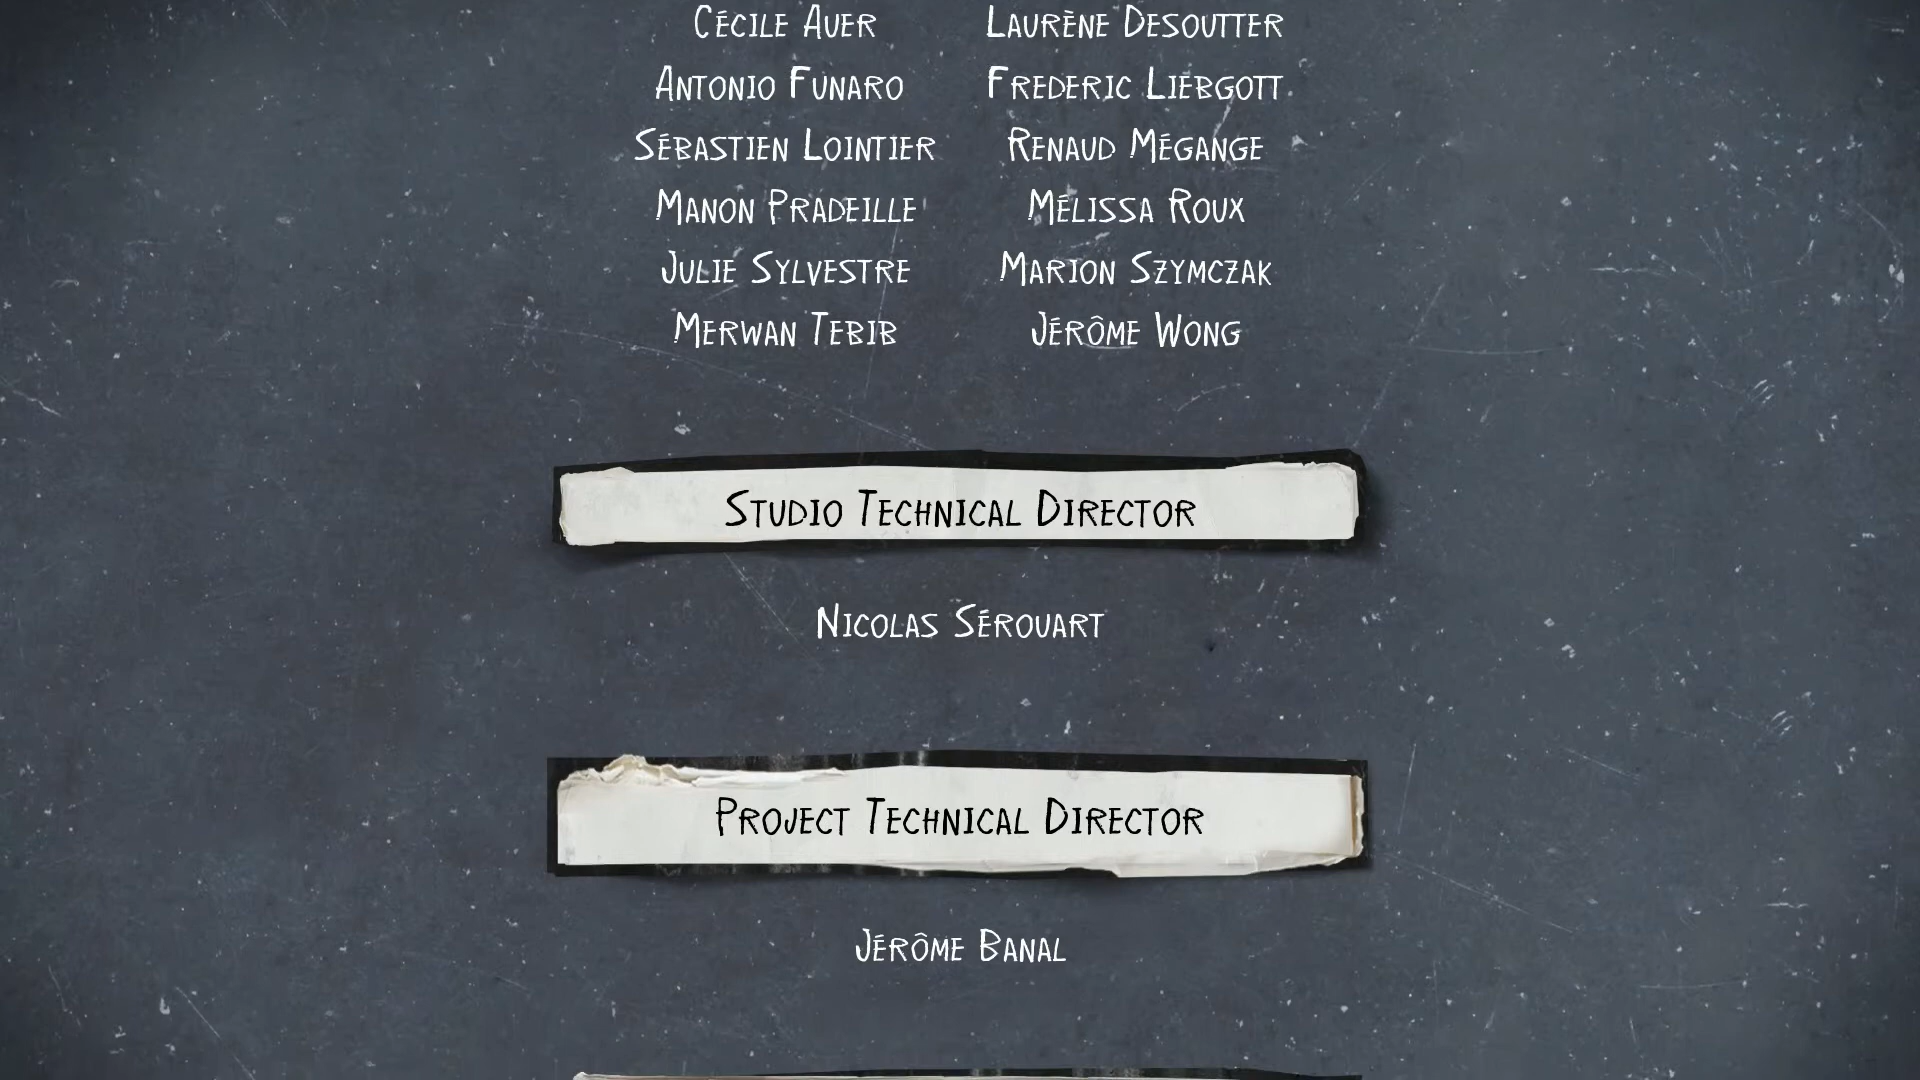 Cécile Auer Laurène Desoutter
Antonio Funaro Frederic Liébgott
Sébastien Lointier Renaud Mégange
Manon Pradeille Mélissa Roux
Julie Sylvestre Marion Szymczak
Merwan Tebib Jérôme Wong
Studio Technical Director
Nicolas Sérouart
Project Technical Director
Jérôme Banal